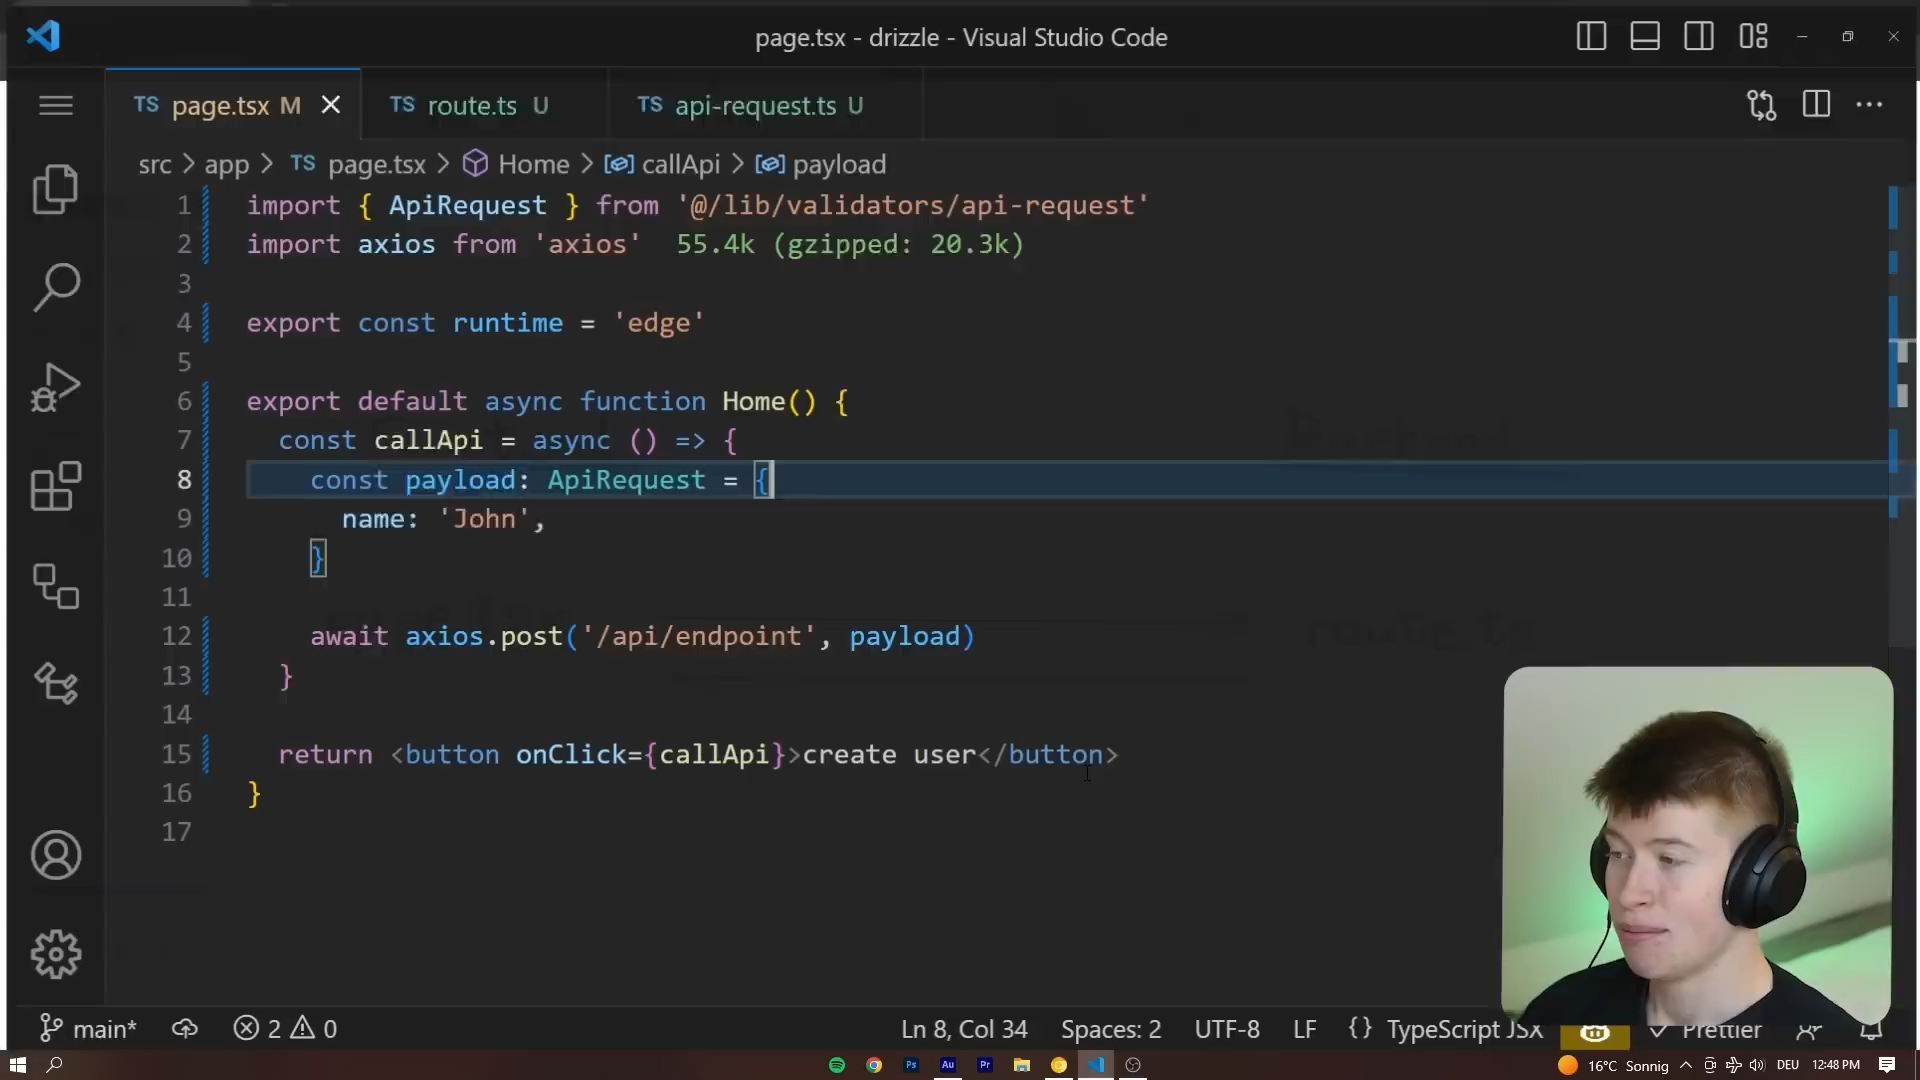 page.tsx - drizzle - Visual Studio Code
TS page.tsx M
TS route.ts U
TS api-request.ts U
src > app > TS page.tsx > Home > callApi > payload
1 import { ApiRequest } from '@/lib/validators/api-request'
2 import axios from 'axios' 55.4k (gzipped: 20.3k)
3
4 export const runtime = 'edge'
5
6 export default async function Home() {
7 const callApi = async () => {
8 const payload: ApiRequest = {
9 name: 'John',
10 }
11
12 await axios.post('/api/endpoint', payload)
13 }
14
15 return <button onClick={callApi}>create user</button>
16 }
17
route.ts
main* 2 0 Ln 8, Col 34 Spaces: 2 UTF-8 LF {} TypeScript JSX Prettier
Ps Au Pr 16°C Sonnig DEU 12:48 PM